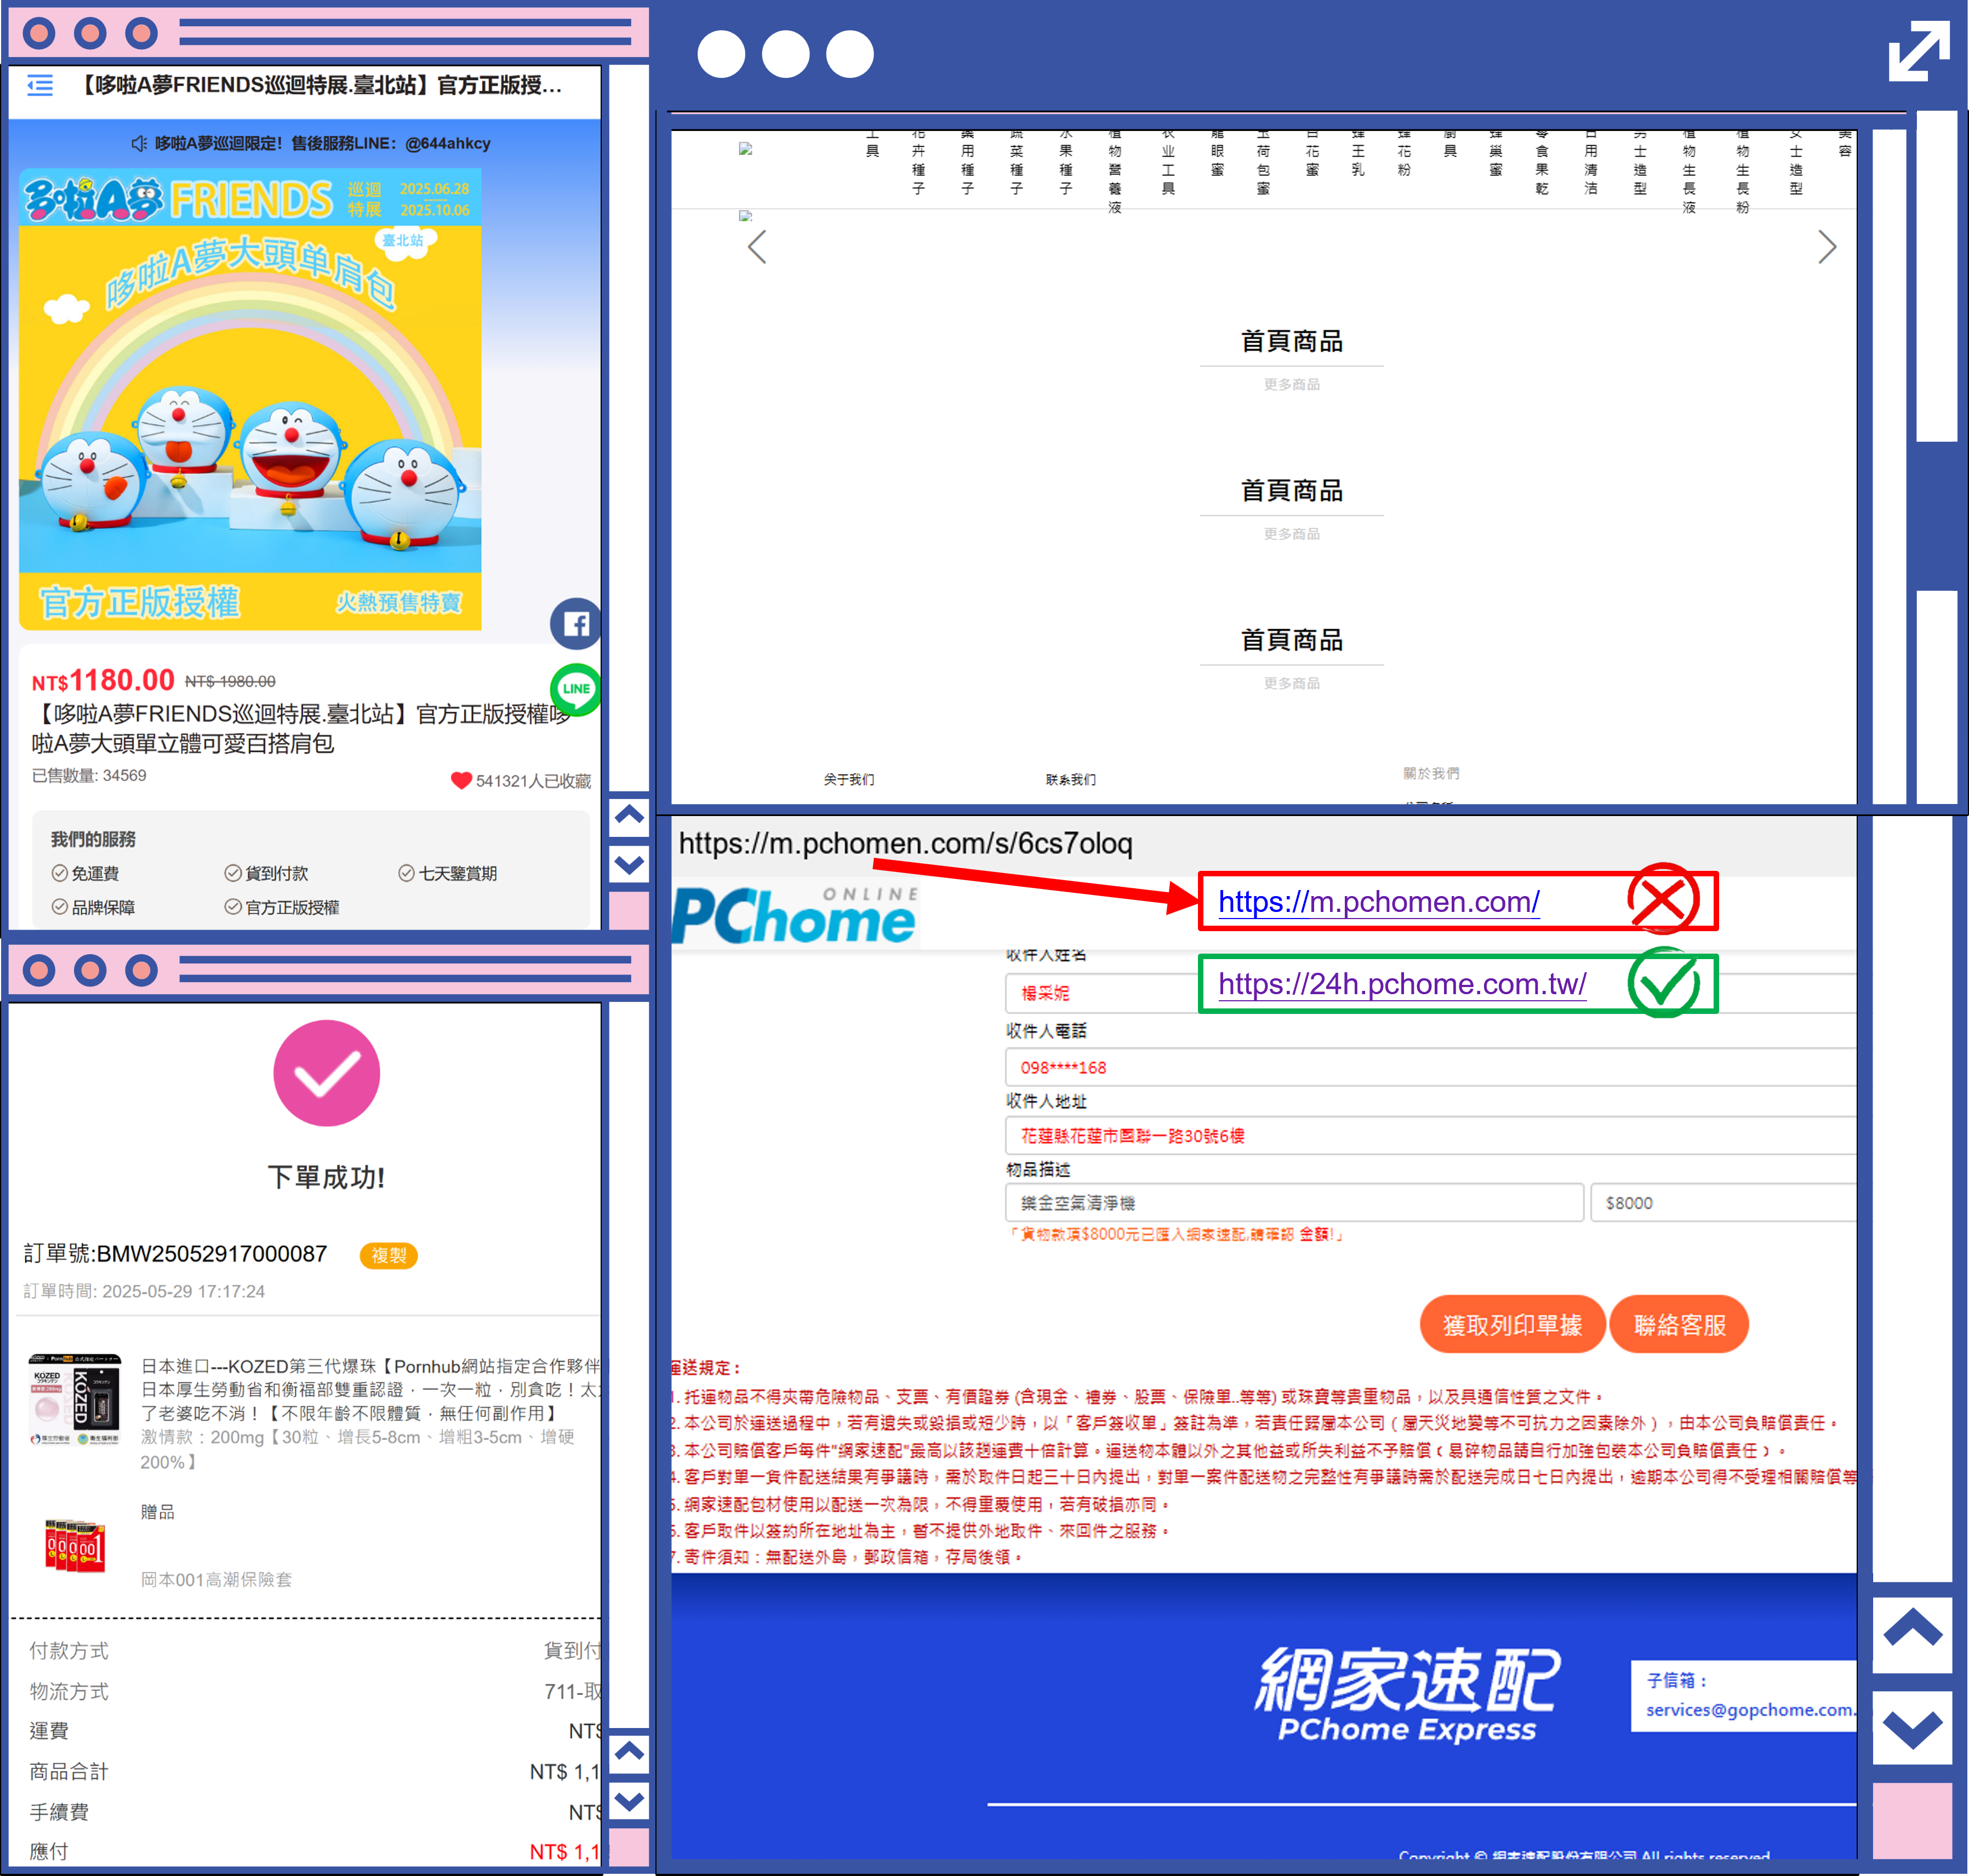 【哆啦A夢FRIENDS巡迴特展.臺北站】官方正版授...
哆啦A夢巡迴限定！售後服務LINE：@644ahkcy
哆啦A夢 FRIENDS 巡迴特展 2025.06.28 2025.10.06
臺北站
哆啦A夢大頭单肩包
官方正版授權 火熱預售特賣
LINE
NT$1180.00 NT$ 1980.00
【哆啦A夢FRIENDS巡迴特展.臺北站】官方正版授權哆
啦A夢大頭單立體可愛百搭肩包
已售數量: 34569
541321人已收藏
我們的服務
免運費 貨到付款 七天鑒賞期
品牌保障 官方正版授權
下單成功!
訂單號:BMW25052917000087 複製
訂單時間: 2025-05-29 17:17:24
日本進口---KOZED第三代爆珠【Pornhub網站指定合作夥伴
日本厚生勞動省和衡福部雙重認證，一次一粒，別貪吃！太
了老婆吃不消！【不限年齡不限體質，無任何副作用】
激情款：200mg【30粒、增長5-8cm、增粗3-5cm、增硬
200%】
KOZED
贈品
岡本001高潮保險套
付款方式 貨到付
物流方式 711-取
運費 NT$
商品合計 NT$ 1,1
手續費 NT$
應付 NT$ 1,1
工具 花卉種子 藥用種子 蔬菜種子 水果種子 植物營養液 农业工具 龍眼蜜 玉荷包蜜 百花蜜 蜂王乳 蜂花粉 廚具 蜂巢蜜 零食果乾 日用清洁 男士造型 植物生長液 植物生長粉 女士造型 美容
首頁商品
更多商品
首頁商品
更多商品
首頁商品
更多商品
关于我们 联系我们 關於我們
https://m.pchomen.com/s/6cs7oloq
PChome ONLINE
https://m.pchomen.com/
https://24h.pchome.com.tw/
收件人姓名
楊采妮
收件人電話
098****168
收件人地址
花蓮縣花蓮市國聯一路30號6樓
物品描述
樂金空氣清淨機 $8000
「貨物款項$8000元已匯入網家速配,請確認 金額!」
獲取列印單據 聯絡客服
運送規定：
1. 托運物品不得夾帶危險物品、支票、有價證券 (含現金、禮券、股票、保險單..等等) 或珠寶等貴重物品，以及具通信性質之文件。
2. 本公司於運送過程中，若有遺失或毀損或短少時，以「客戶簽收單」簽註為準，若責任歸屬本公司（屬天災地變等不可抗力之因素除外），由本公司負賠償責任。
3. 本公司賠償客戶每件"網家速配"最高以該趟運費十倍計算。運送物本體以外之其他益或所失利益不予賠償（易碎物品請自行加強包裝本公司負賠償責任）。
4. 客戶對單一貨件配送結果有爭議時，需於取件日起三十日內提出，對單一案件配送物之完整性有爭議時需於配送完成日七日內提出，逾期本公司得不受理相關賠償等
5. 網家速配包材使用以配送一次為限，不得重覆使用，若有破損亦同。
6. 客戶取件以簽約所在地址為主，暫不提供外地取件、來回件之服務。
7. 寄件須知：無配送外島，郵政信箱，存局後領。
網家速配
PChome Express
子信箱：
services@gopchome.com.
Copyright © 網家速配股份有限公司 All rights reserved